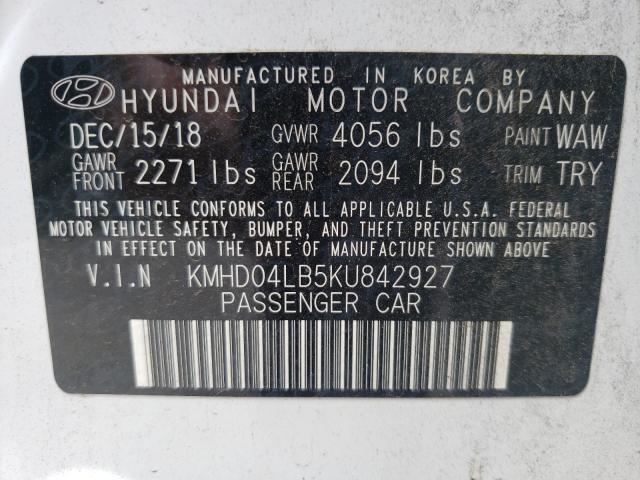 MANUFACTURED IN KOREA BY
HYUNDAI MOTOR COMPANY
DEC/15/18 GVWR 4056 lbs PAINT WAW
GAWR FRONT 2271 lbs GAWR REAR 2094 lbs TRIM TRY
THIS VEHICLE CONFORMS TO ALL APPLICABLE U.S.A. FEDERAL
MOTOR VEHICLE SAFETY, BUMPER, AND THEFT PREVENTION STANDARDS
IN EFFECT ON THE DATE OF MANUFACTURE SHOWN ABOVE
V.I.N KMHD04LB5KU842927
PASSENGER CAR